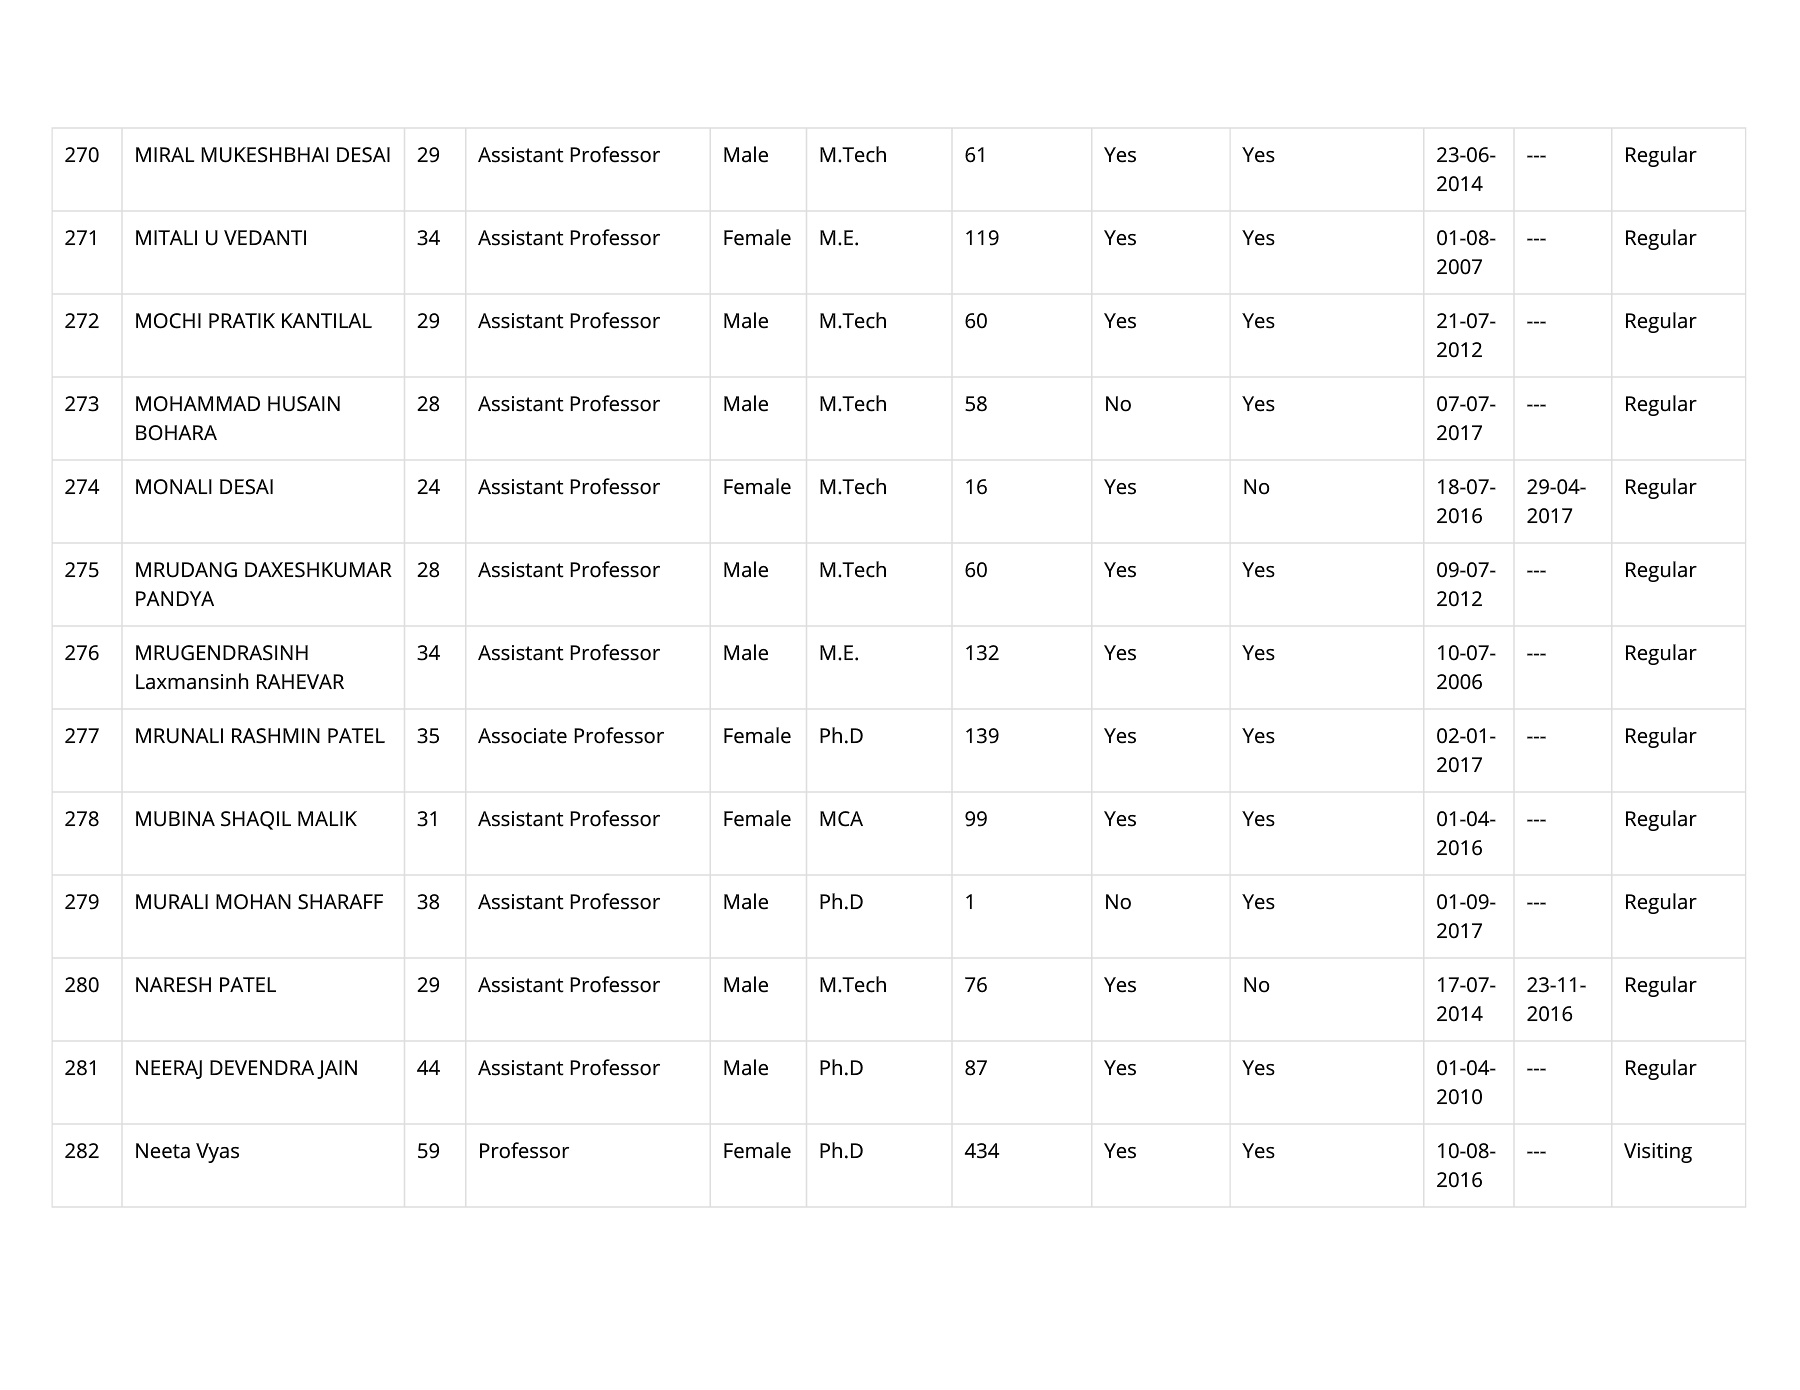 270 MIRAL MUKESHBHAI DESAI 29 Assistant Professor Male M.Tech 61 Yes Yes 23-06- --- Regular
2014
271 MITALI U VEDANTI 34 Assistant Professor Female M.E. 119 Yes Yes 01-08- --- Regular
2007
272 MOCHI PRATIK KANTILAL 29 Assistant Professor Male M.Tech 60 Yes Yes 21-07- --- Regular
2012
273 MOHAMMAD HUSAIN 28 Assistant Professor Male M.Tech 58 No Yes 07-07- --- Regular
BOHARA 2017
274 MONALI DESAI 24 Assistant Professor Female M.Tech 16 Yes No 18-07- 29-04- Regular
2016 2017
275 MRUDANG DAXESHKUMAR 28 Assistant Professor Male M.Tech 60 Yes Yes 09-07- --- Regular
PANDYA 2012
276 MRUGENDRASINH 34 Assistant Professor Male M.E. 132 Yes Yes 10-07- --- Regular
Laxmansinh RAHEVAR 2006
277 MRUNALI RASHMIN PATEL 35 Associate Professor Female Ph.D 139 Yes Yes 02-01- --- Regular
2017
278 MUBINA SHAQIL MALIK 31 Assistant Professor Female MCA 99 Yes Yes 01-04- --- Regular
2016
279 MURALI MOHAN SHARAFF 38 Assistant Professor Male Ph.D 1 No Yes 01-09- --- Regular
2017
280 NARESH PATEL 29 Assistant Professor Male M.Tech 76 Yes No 17-07- 23-11- Regular
2014 2016
281 NEERAJ DEVENDRA JAIN 44 Assistant Professor Male Ph.D 87 Yes Yes 01-04- --- Regular
2010
282 Neeta Vyas 59 Professor Female Ph.D 434 Yes Yes 10-08- --- Visiting
2016